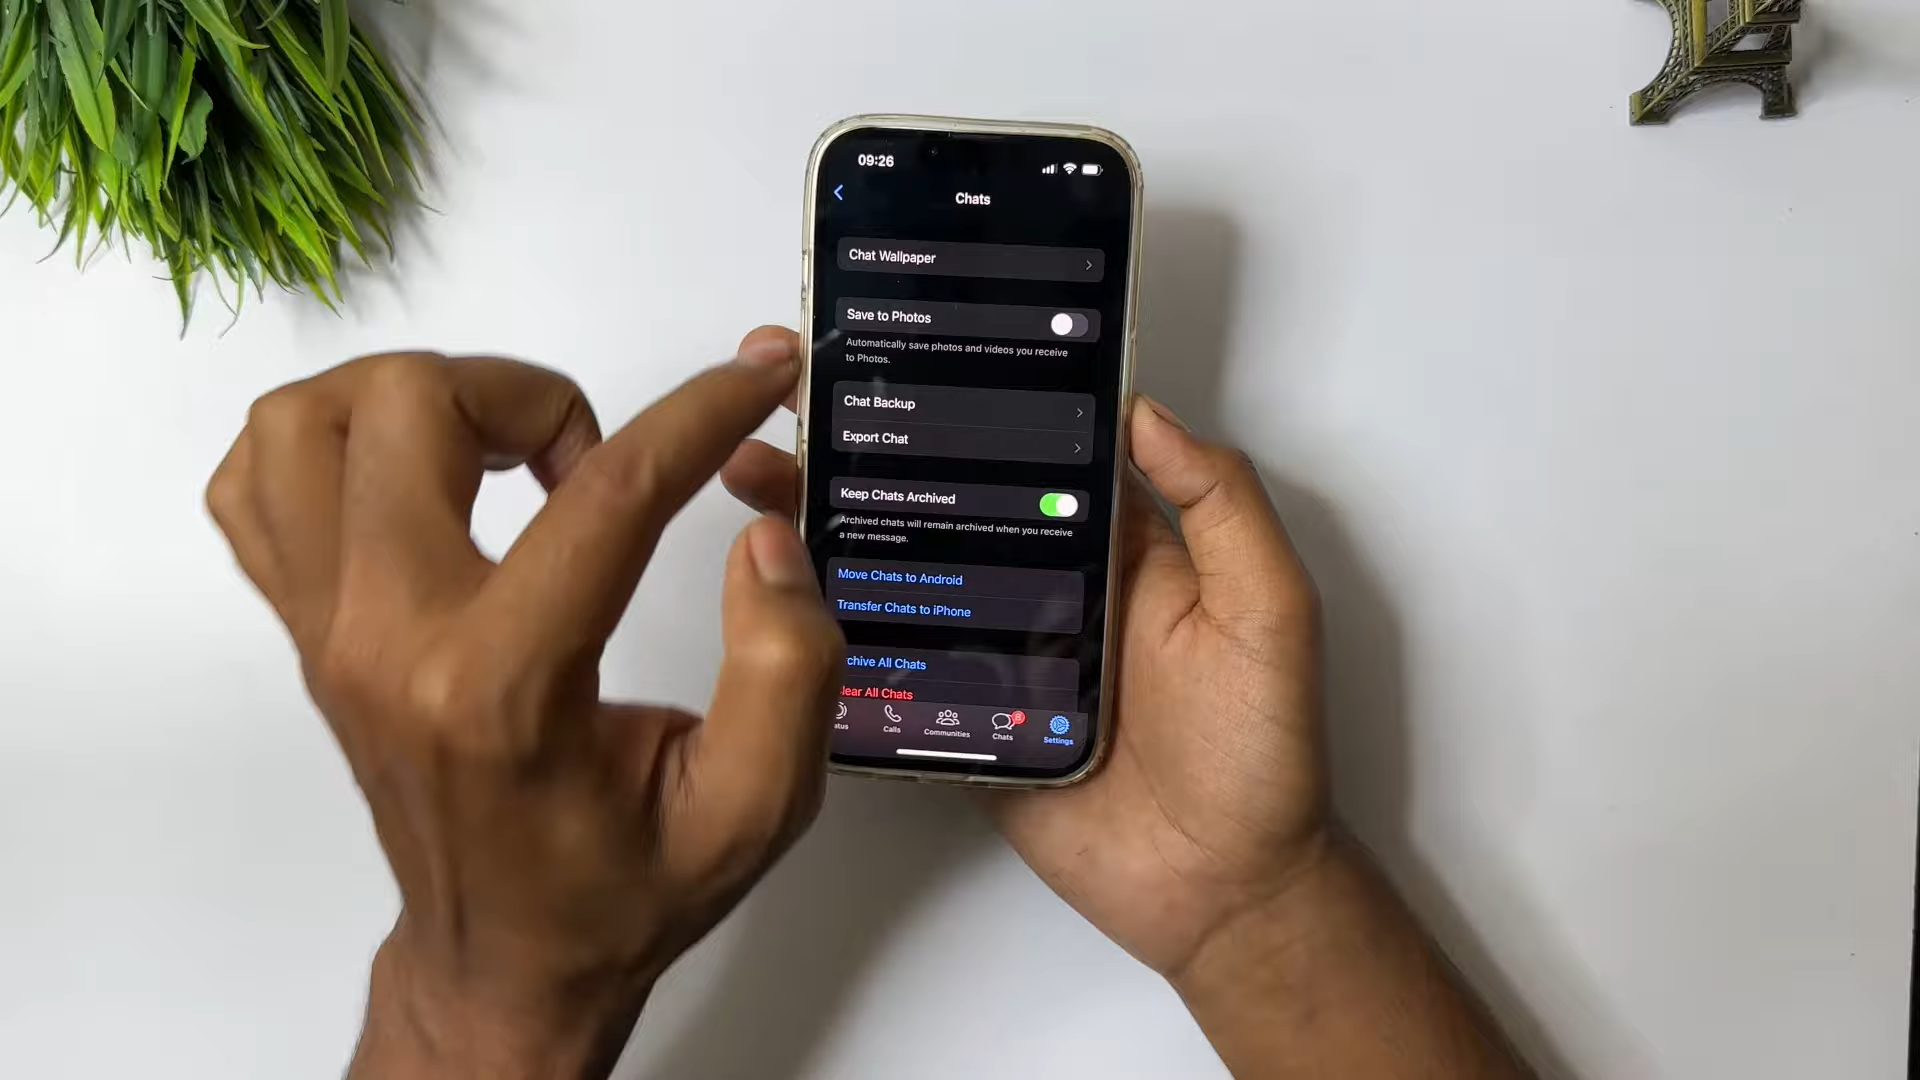 09:26
Chats
Chat Wallpaper
Save to Photos
Automatically save photos and videos you receive
to Photos.
Chat Backup
Export Chat
Keep Chats Archived
Archived chats will remain archived when you receive
a new message.
Move Chats to Android
Transfer Chats to iPhone
chive All Chats
lear All Chats
atus
Calls
Communities
Chats
8
Settings